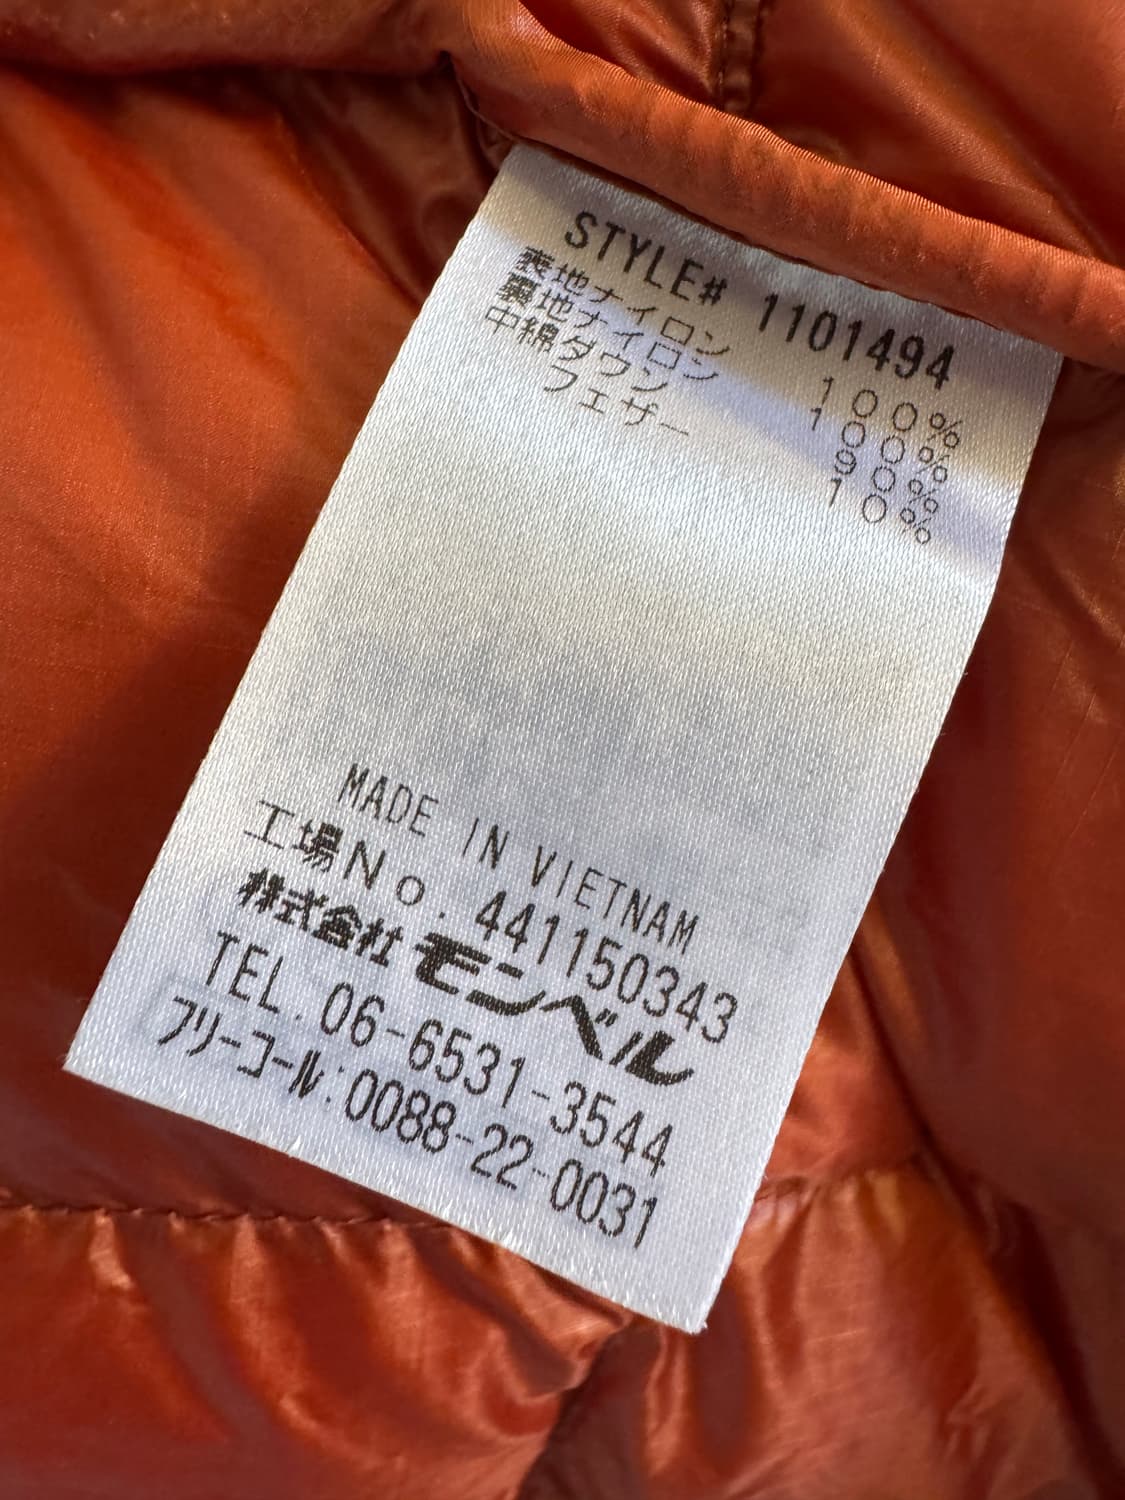 STYLE# 1101494
表地ナイロン 100%
裏地ナイロン 100%
中綿ダウン 90%
フェザー 10%
MADE IN VIETNAM
工場No. 441150343
株式会社モンベル
TEL. 06-6531-3544
フリーコール:0088-22-0031